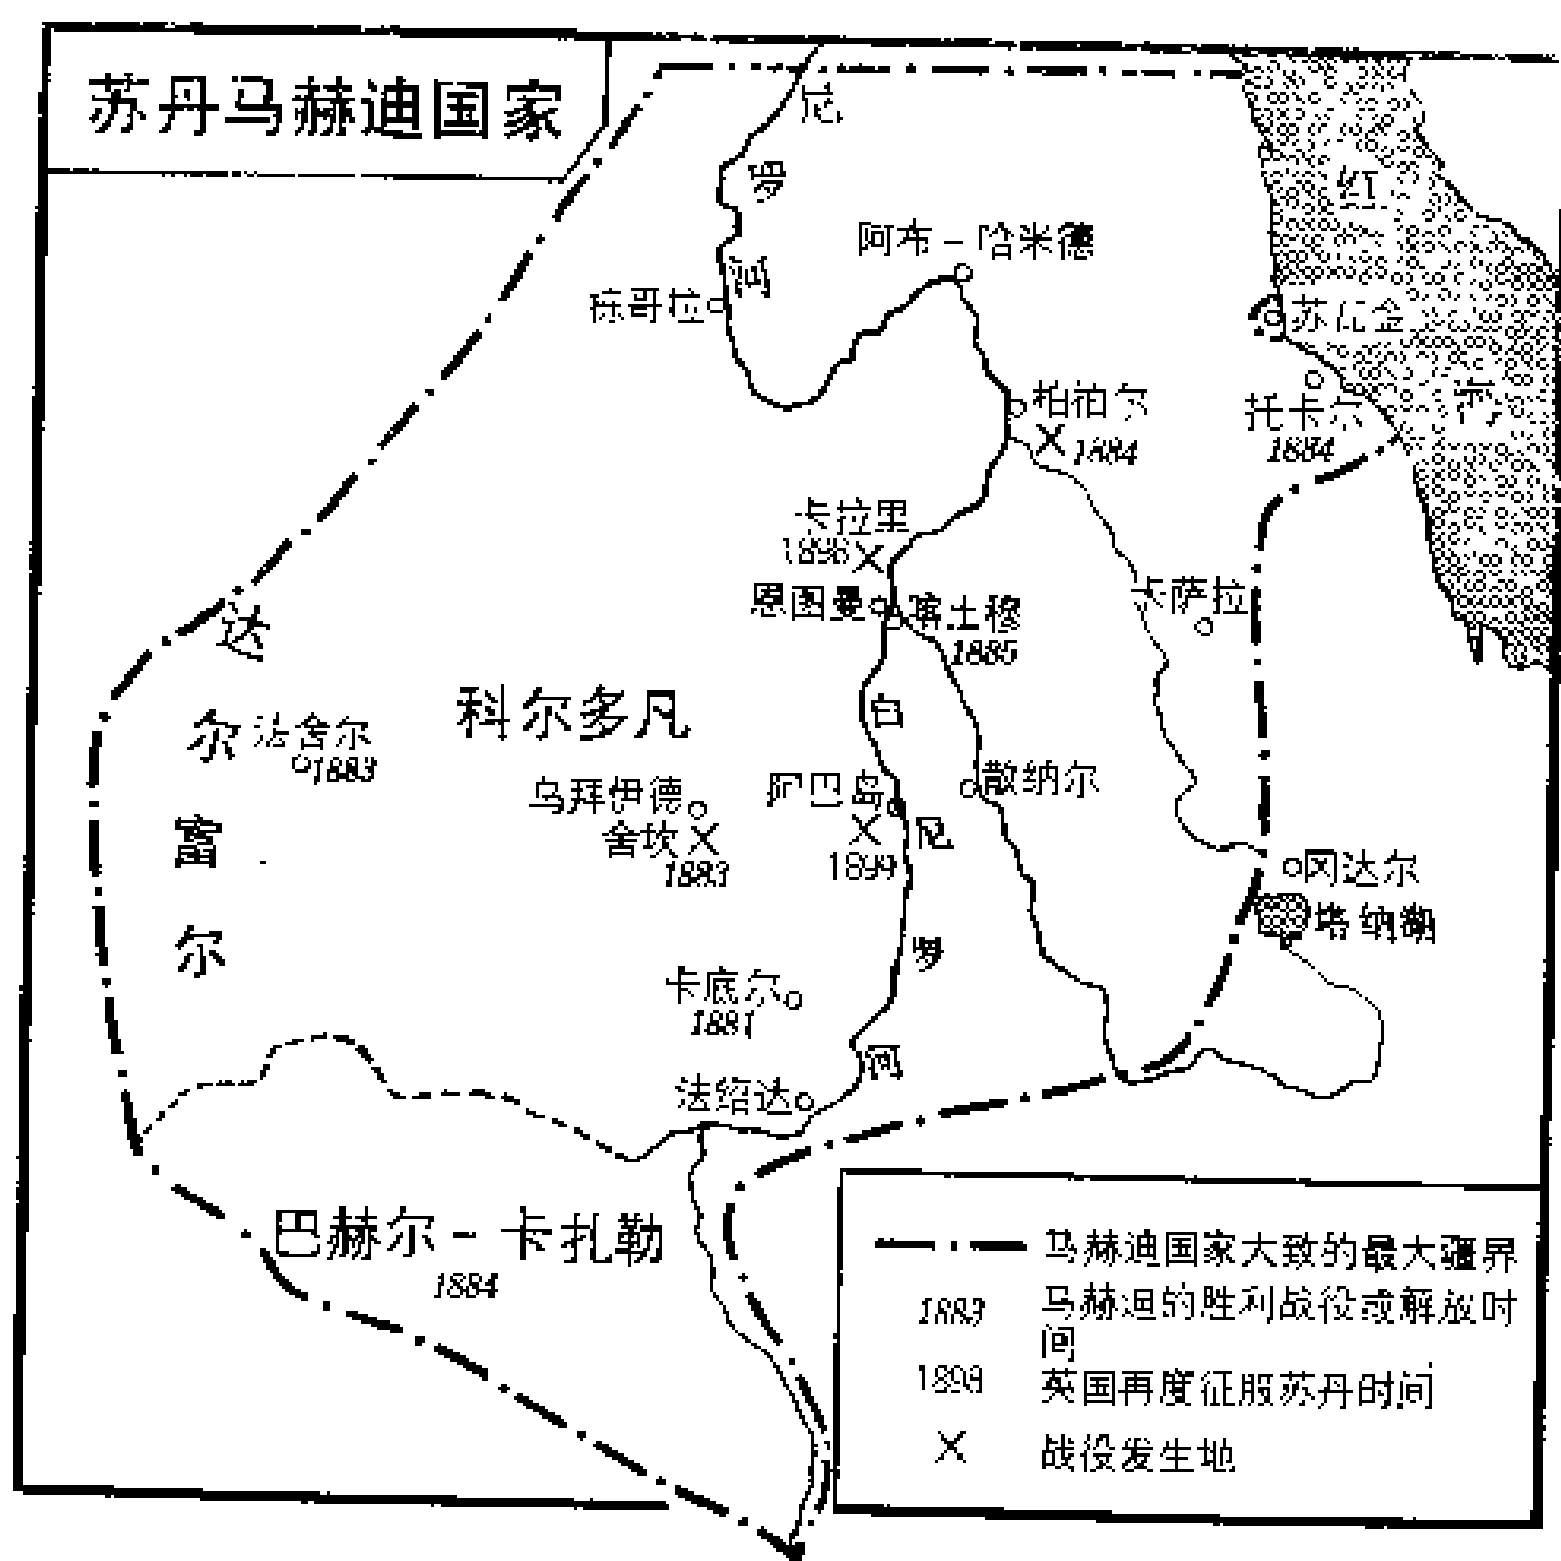 苏丹马赫迪国家
尼
罗
河
红
海
阿布-哈米德
栋哥拉
苏瓦金
柏柏尔
1884
托卡尔
1884
卡拉里
1898
恩图曼
喀土穆
1885
卡萨拉
达
尔
富
尔
法舍尔
1883
科尔多凡
乌拜伊德
舍坎
1883
阿巴岛
1899
散纳尔
白
尼
罗
河
冈达尔
塔纳湖
卡底尔
1881
法绍达
巴赫尔-卡扎勒
1884
马赫迪国家大致的最大疆界
1883
马赫迪的胜利战役或解放时
间
1898
英国再度征服苏丹时间
战役发生地